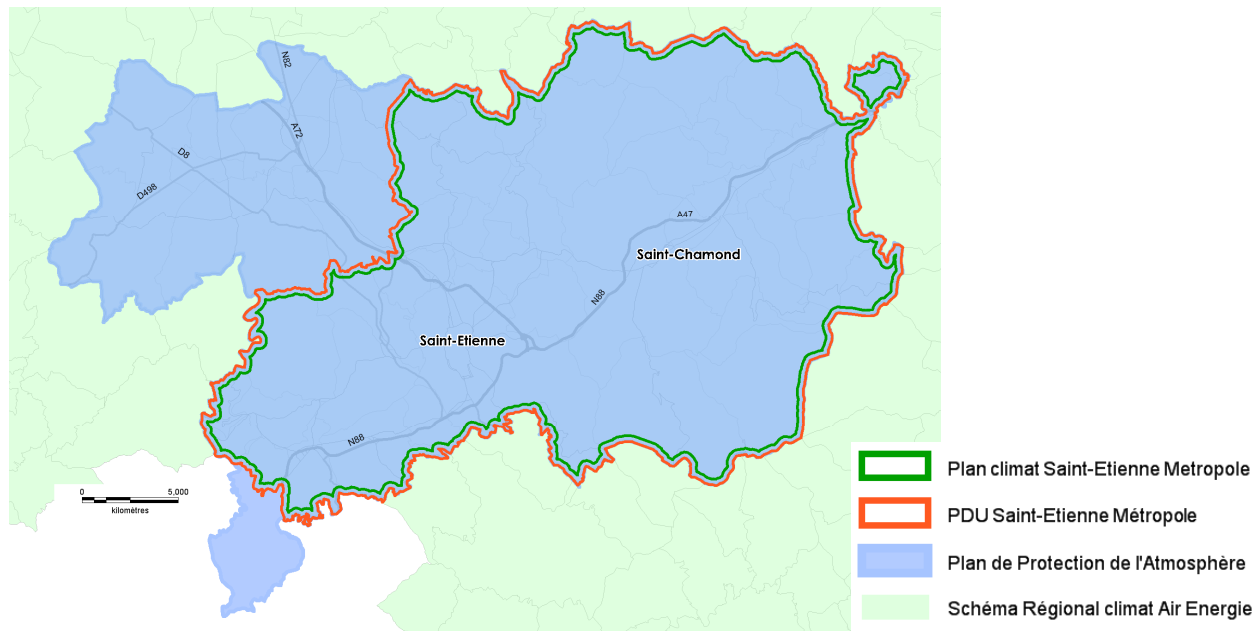 N82
A72
D8
D498
A47
Saint-Chamond
N88
Saint-Etienne
N88
0 5,000
kilomètres
Plan climat Saint-Etienne Metropole
PDU Saint-Etienne Métropole
Plan de Protection de l'Atmosphère
Schéma Régional climat Air Energie